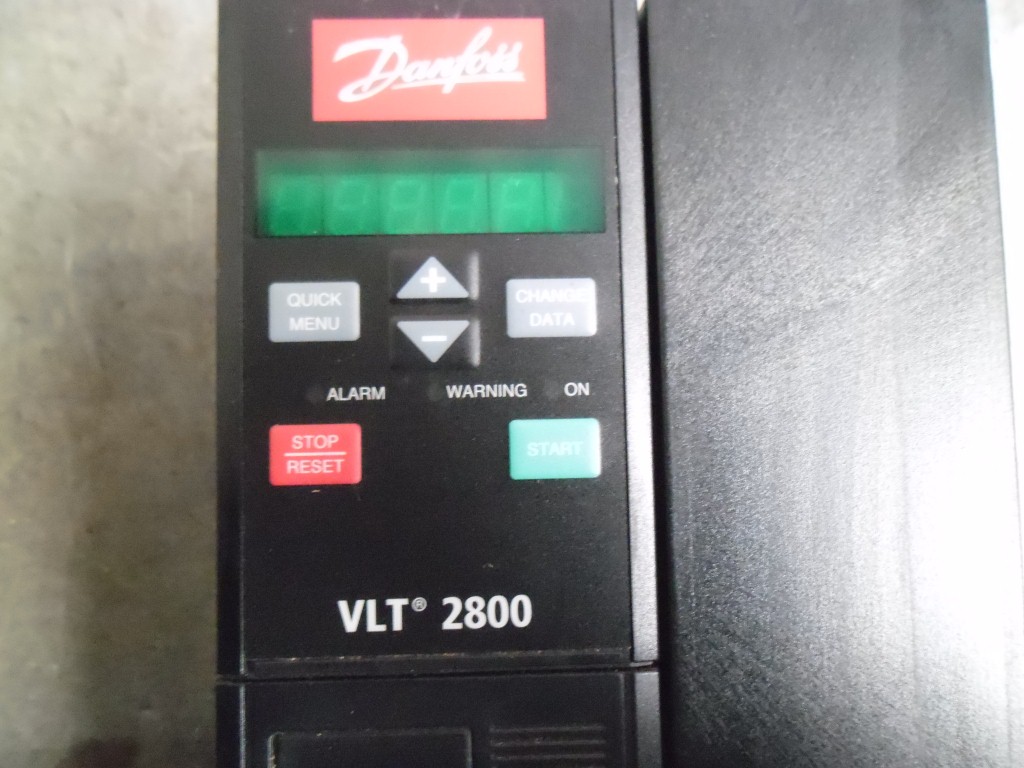 Danfoss
QUICK
MENU
+
CHANGE
DATA
-
ALARM
WARNING
ON
STOP
RESET
START
VLT® 2800